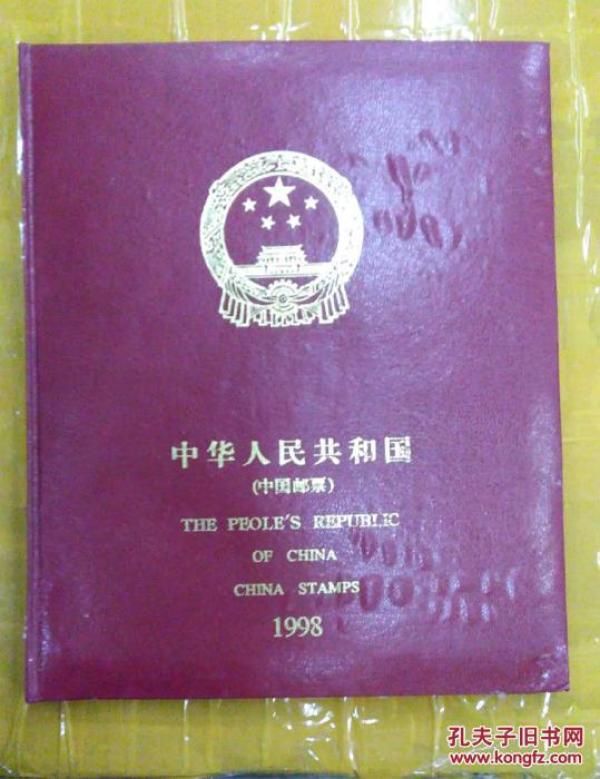 中华人民共和国
(中国邮票)
THE PEOLE'S REPUBLIC
OF CHINA
CHINA STAMPS
1998
孔夫子旧书网
www.kongfz.com